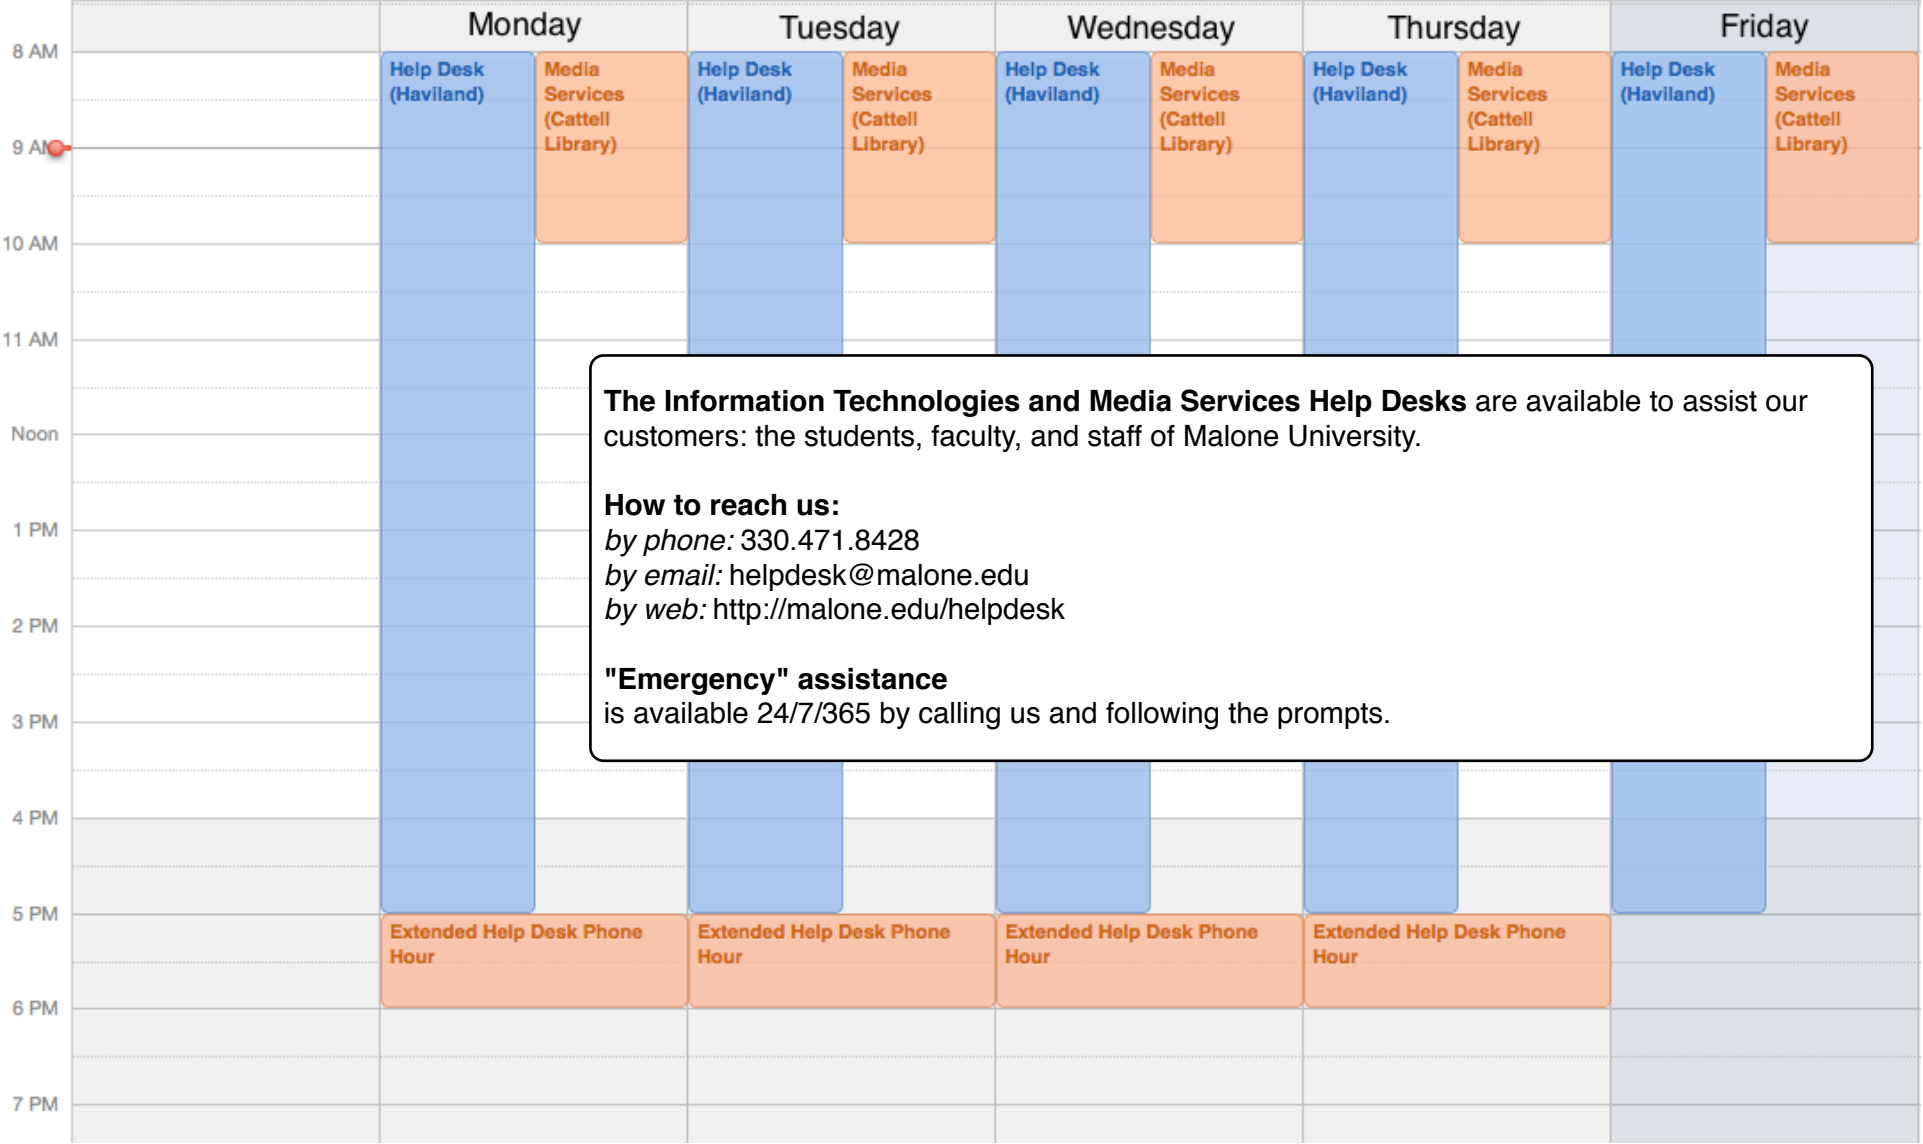 Monday Tuesday Wednesday Thursday Friday
8 AM
Help Desk
(Haviland)
Media
Services
(Cattell
Library)
Help Desk
(Haviland)
Media
Services
(Cattell
Library)
Help Desk
(Haviland)
Media
Services
(Cattell
Library)
Help Desk
(Haviland)
Media
Services
(Cattell
Library)
Help Desk
(Haviland)
Media
Services
(Cattell
Library)
9 AM
10 AM
11 AM
The Information Technologies and Media Services Help Desks are available to assist our
customers: the students, faculty, and staff of Malone University.
Noon
How to reach us:
by phone: 330.471.8428
by email: helpdesk@malone.edu
by web: http://malone.edu/helpdesk
1 PM
2 PM
"Emergency" assistance
is available 24/7/365 by calling us and following the prompts.
3 PM
4 PM
5 PM
Extended Help Desk Phone
Hour
Extended Help Desk Phone
Hour
Extended Help Desk Phone
Hour
Extended Help Desk Phone
Hour
6 PM
7 PM